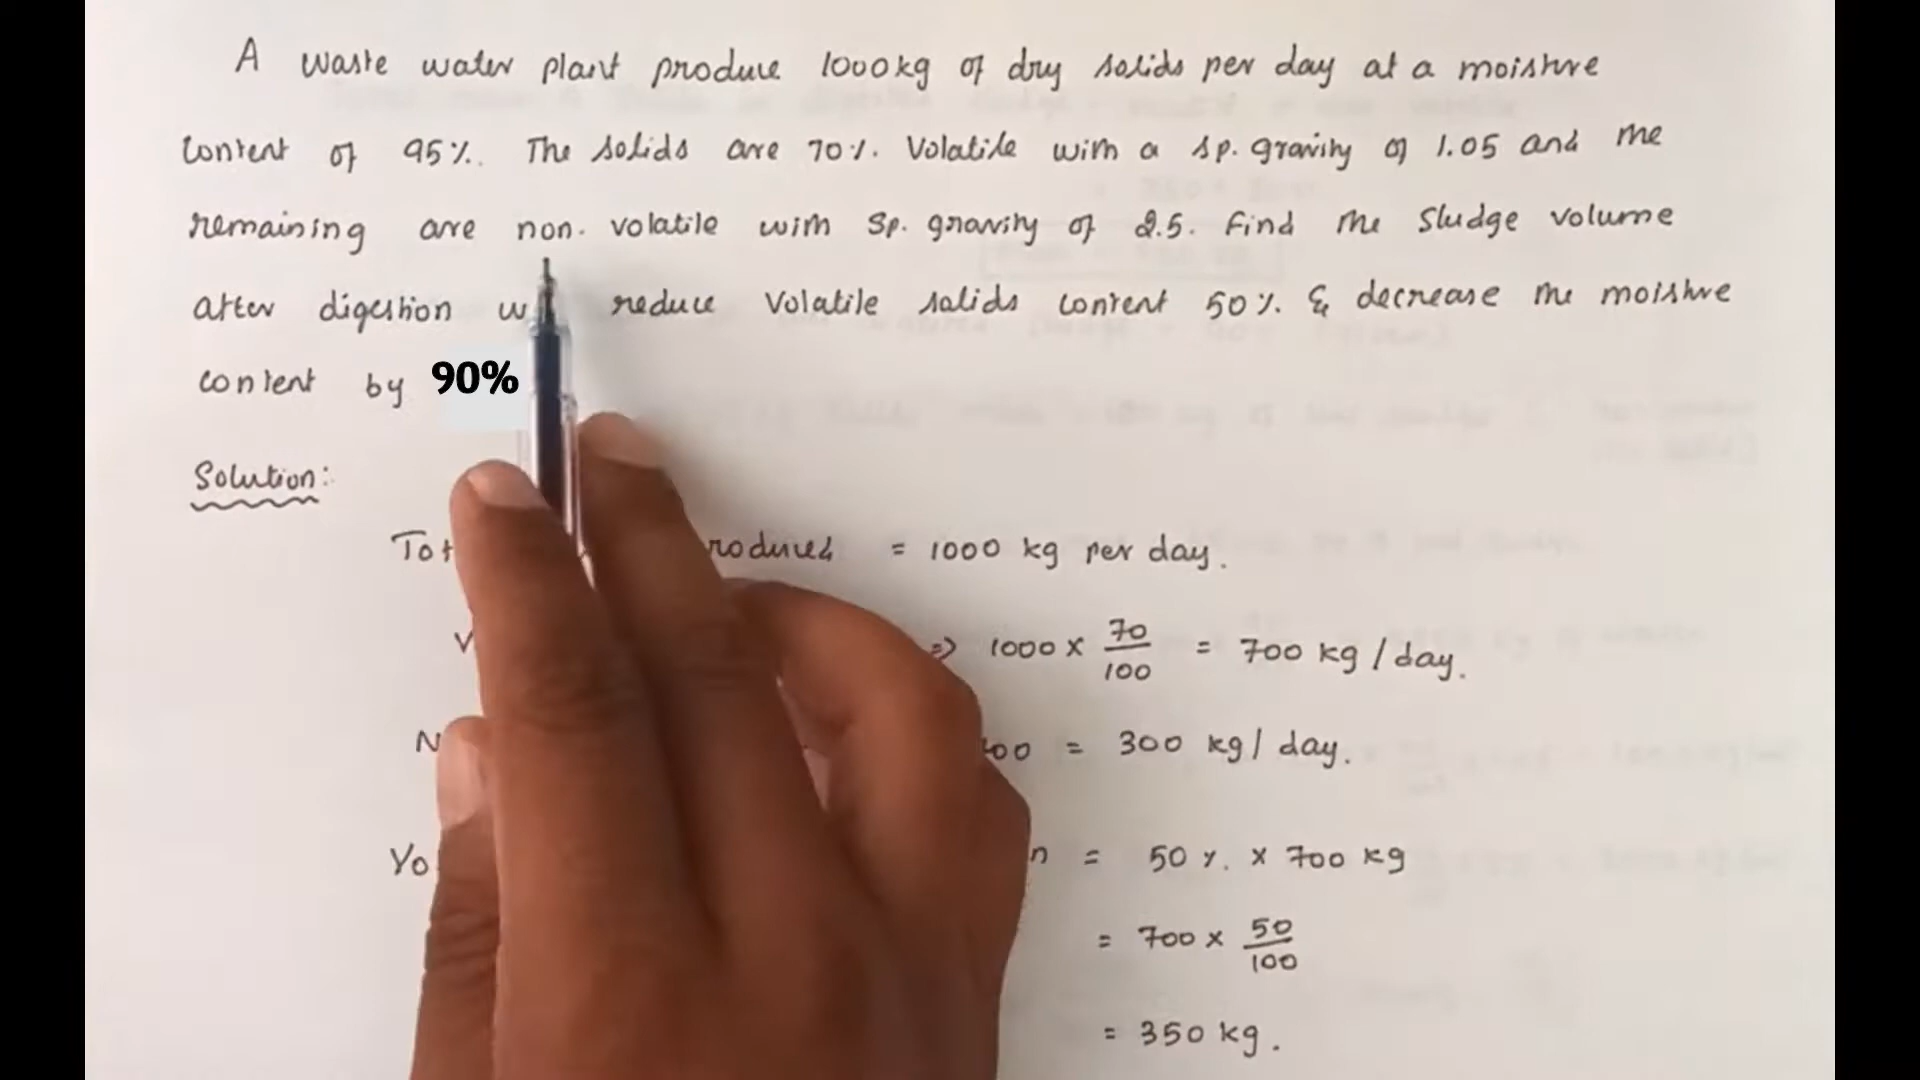 A waste water plant produce 1000kg of dry solids per day at a moisture
content of 95%. The solids are 70%. Volatile with a sp. gravity of 1.05 and the
remaining are non. volatile with sp. gravity of 2.5. Find the sludge volume
after digestion reduce volatile solids content 50%. & decrease the moisture
content by 90%
Solution:
= 1000 kg per day.
=> 1000 x 70/100 = 700 kg / day.
= 300 kg / day.
= 50 %. x 700 kg
= 700 x 50/100
= 350 kg.